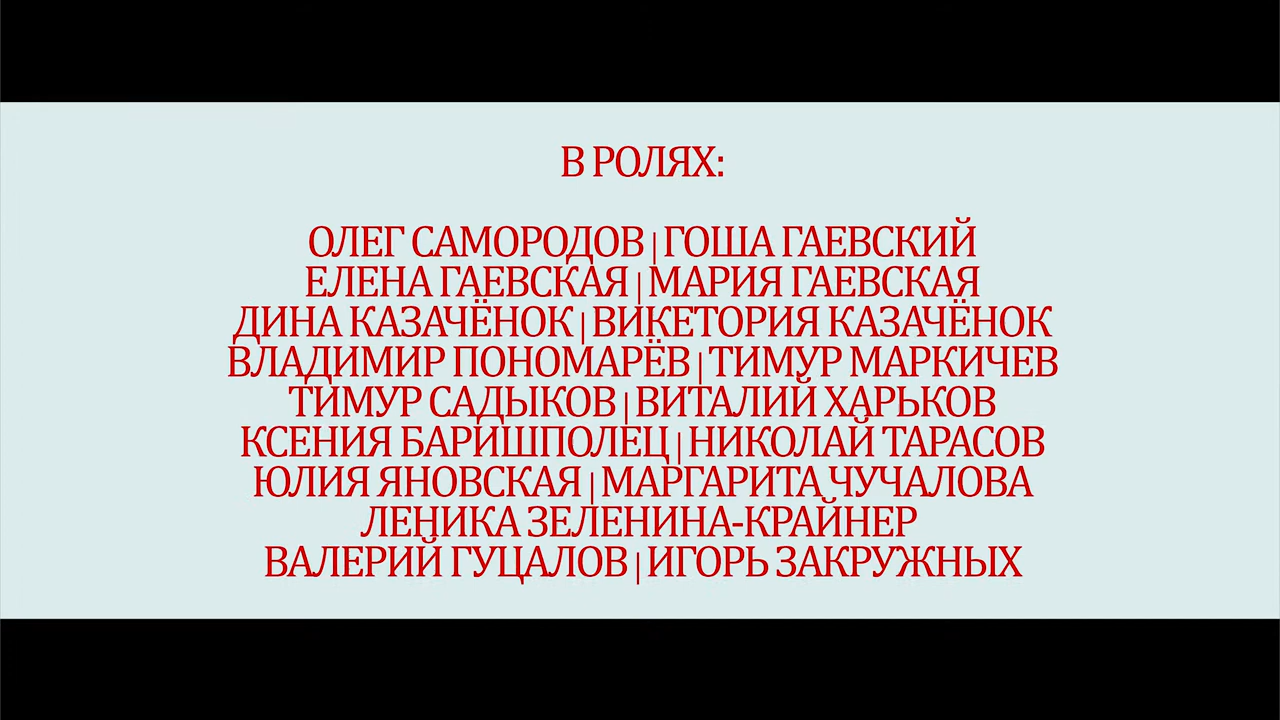 В РОЛЯХ:
ОЛЕГ САМОРОДОВ | ГОША ГАЕВСКИЙ
ЕЛЕНА ГАЕВСКАЯ | МАРИЯ ГАЕВСКАЯ
ДИНА КАЗАЧЁНОК | ВИКЕТОРИЯ КАЗАЧЁНОК
ВЛАДИМИР ПОНОМАРЁВ | ТИМУР МАРКИЧЕВ
ТИМУР САДЫКОВ | ВИТАЛИЙ ХАРЬКОВ
КСЕНИЯ БАРИШПОЛЕЦ | НИКОЛАЙ ТАРАСОВ
ЮЛИЯ ЯНОВСКАЯ | МАРГАРИТА ЧУЧАЛОВА
ЛЕНИКА ЗЕЛЕНИНА-КРАЙНЕР
ВАЛЕРИЙ ГУЦАЛОВ | ИГОРЬ ЗАКРУЖНЫХ